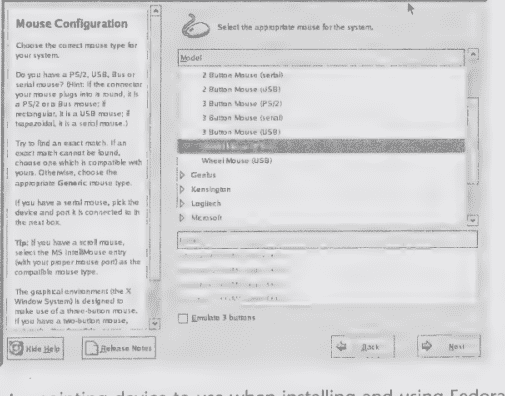 Mouse Configuration
Choose the correct mouse type for
your system.
Do you have a PS/2, USB, Bus or
serial mouse? (Hint: If the connector
your mouse plugs into is round, it is
a PS/2 or a Bus mouse; if
rectangular, it is a USB mouse; if
trapezoidal, it is a serial mouse.)
Try to find an exact match. If an
exact match cannot be found,
choose one which is compatible with
yours. Otherwise, choose the
appropriate Generic mouse type.
If you have a serial mouse, pick the
device and port it is connected to in
the next box.
Tip: If you have a scroll mouse,
select the MS IntelliMouse entry
(with your proper mouse port) as the
compatible mouse type.
The graphical environment (the X
Window System) is designed to
make use of a three-button mouse.
If you have a two-button mouse,
Hide Help
Release Notes
Select the appropriate mouse for the system.
Model
2 Button Mouse (serial)
2 Button Mouse (USB)
3 Button Mouse (PS/2)
3 Button Mouse (serial)
3 Button Mouse (USB)
Wheel Mouse (USB)
Genius
Kensington
Logitech
Microsoft
Emulate 3 buttons
Back
Next
pointing device to use when installing and using Fedora